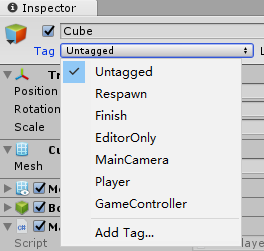 Inspector
Cube
Tag Untagged
Untagged
Respawn
Finish
EditorOnly
MainCamera
Player
GameController
Add Tag...
Position
Rotation
Scale
Mesh
Script